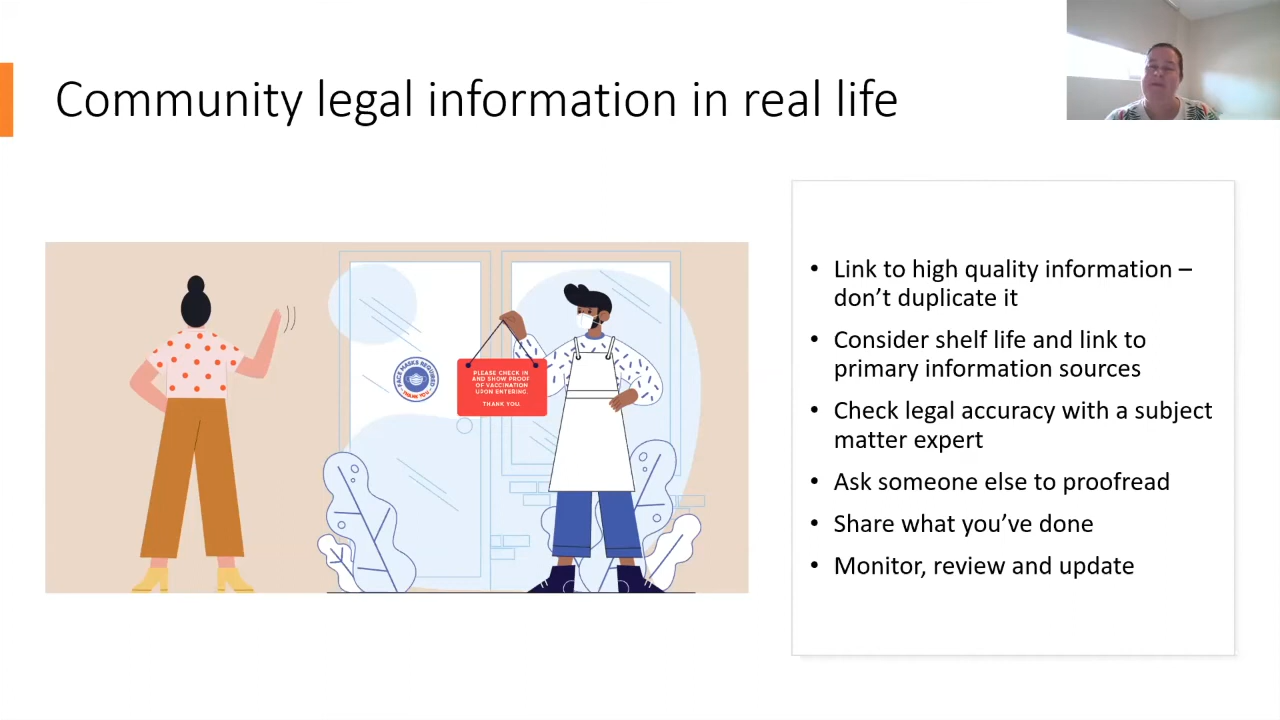 Community legal information in real life
FACE MASKS REQUIRED
THANK YOU
PLEASE CHECK IN
AND SHOW PROOF
OF VACCINATION
UPON ENTERING.
THANK YOU.
• Link to high quality information –
don’t duplicate it
• Consider shelf life and link to
primary information sources
• Check legal accuracy with a subject
matter expert
• Ask someone else to proofread
• Share what you’ve done
• Monitor, review and update